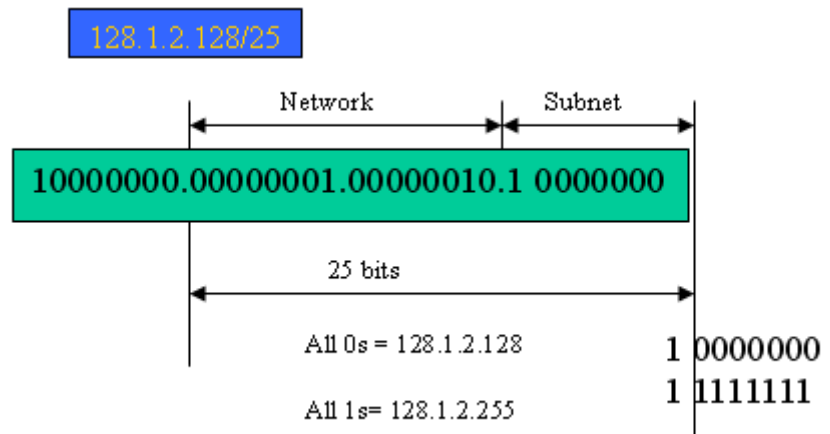 128.1.2.128/25
Network Subnet
10000000.00000001.00000010.1 0000000
25 bits
All 0s = 128.1.2.128
1 0000000
1 1111111
All 1s= 128.1.2.255